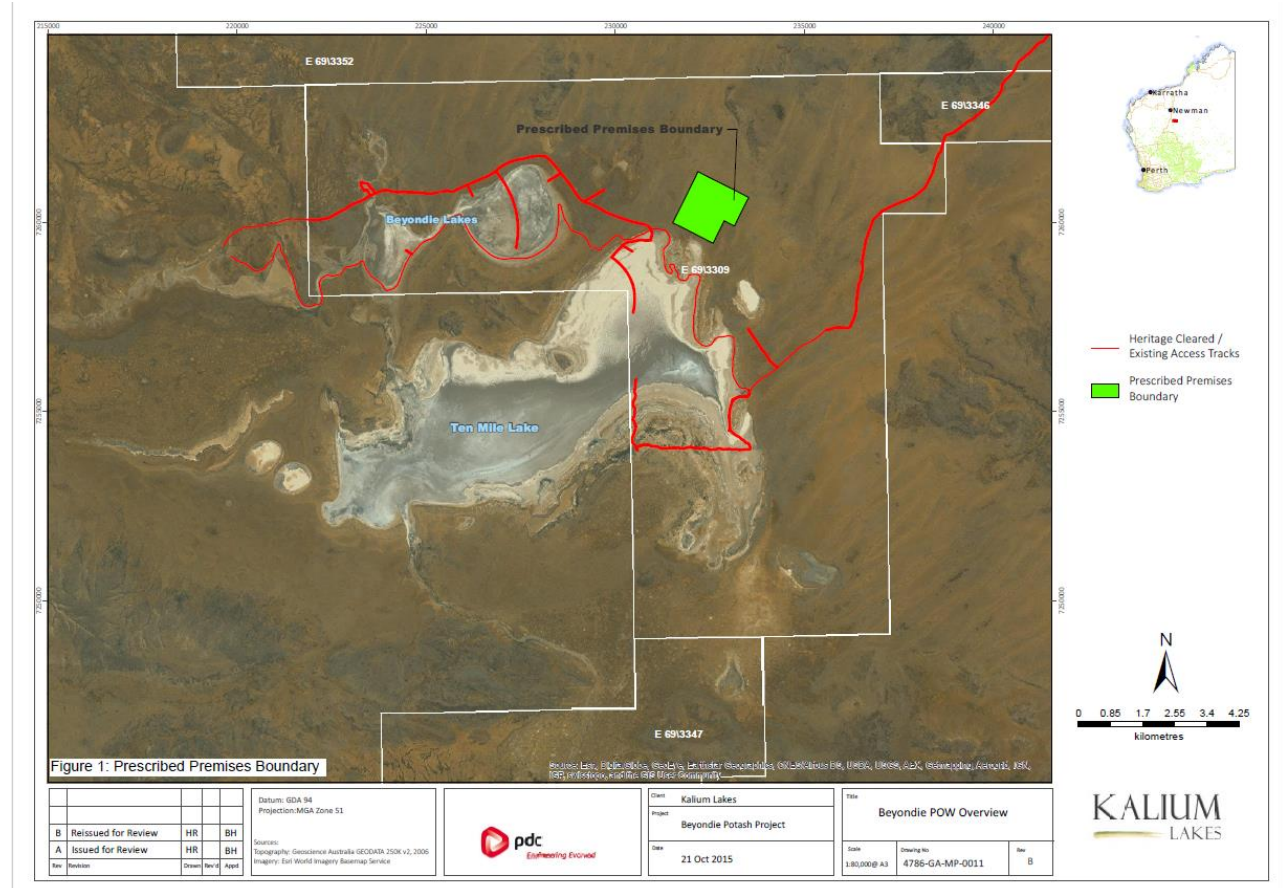 215000
220000
225000
230000
235000
240000
E 69\3352
E 69\3346
Prescribed Premises Boundary
Beyondie Lakes
E 69\3309
Ten Mile Lake
E 69\3347
7260000
7255000
7250000
7260000
7255000
7250000
Figure 1: Prescribed Premises Boundary
Karratha
Newman
Perth
Heritage Cleared /
Existing Access Tracks
Prescribed Premises
Boundary
N
0 0.85 1.7 2.55 3.4 4.25
kilometres
KALIUM
LAKES
B Reissued for Review HR BH
A Issued for Review HR BH
Rev Revision Drawn Rev'd Appd
Datum: GDA 94
Projection:MGA Zone 51
Sources:
Topography: Geoscience Australia GEODATA 250K v2, 2006
Imagery: Esri World Imagery Basemap Service
pdc
Engineering Evolved
Client
Kalium Lakes
Project
Beyondie Potash Project
Date
21 Oct 2015
Title
Beyondie POW Overview
Scale
1:80,000@ A3
Drawing No
4786-GA-MP-0011
Rev
B